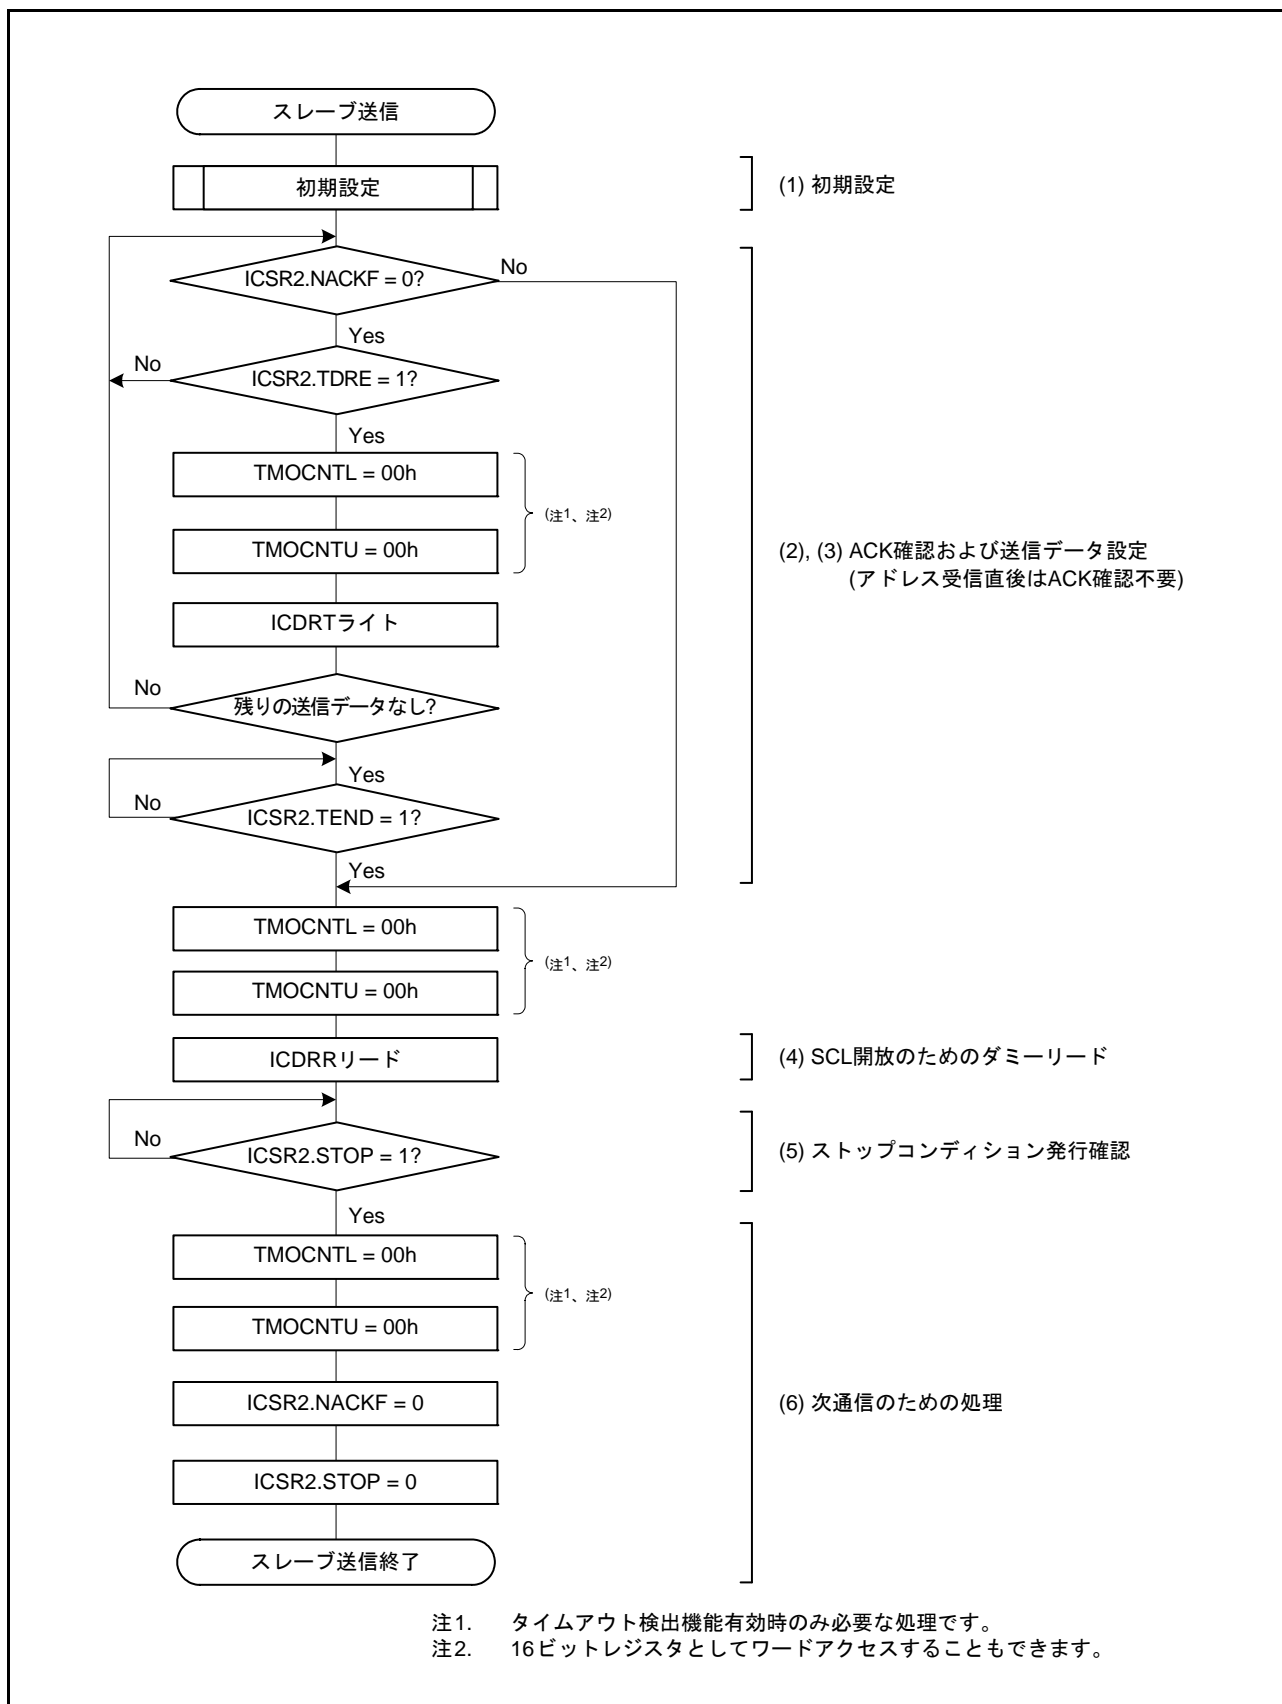 スレーブ送信
初期設定
(1) 初期設定
ICSR2.NACKF = 0?
No
Yes
No
ICSR2.TDRE = 1?
Yes
TMOCNTL = 00h
(注1、注2)
TMOCNTU = 00h
(2), (3) ACK確認および送信データ設定
(アドレス受信直後はACK確認不要)
ICDRTライト
No
残りの送信データなし?
Yes
No
ICSR2.TEND = 1?
Yes
TMOCNTL = 00h
(注1、注2)
TMOCNTU = 00h
ICDRRリード
(4) SCL開放のためのダミーリード
No
ICSR2.STOP = 1?
(5) ストップコンディション発行確認
Yes
TMOCNTL = 00h
(注1、注2)
TMOCNTU = 00h
ICSR2.NACKF = 0
(6) 次通信のための処理
ICSR2.STOP = 0
スレーブ送信終了
注1. タイムアウト検出機能有効時のみ必要な処理です。
注2. 16ビットレジスタとしてワードアクセスすることもできます。